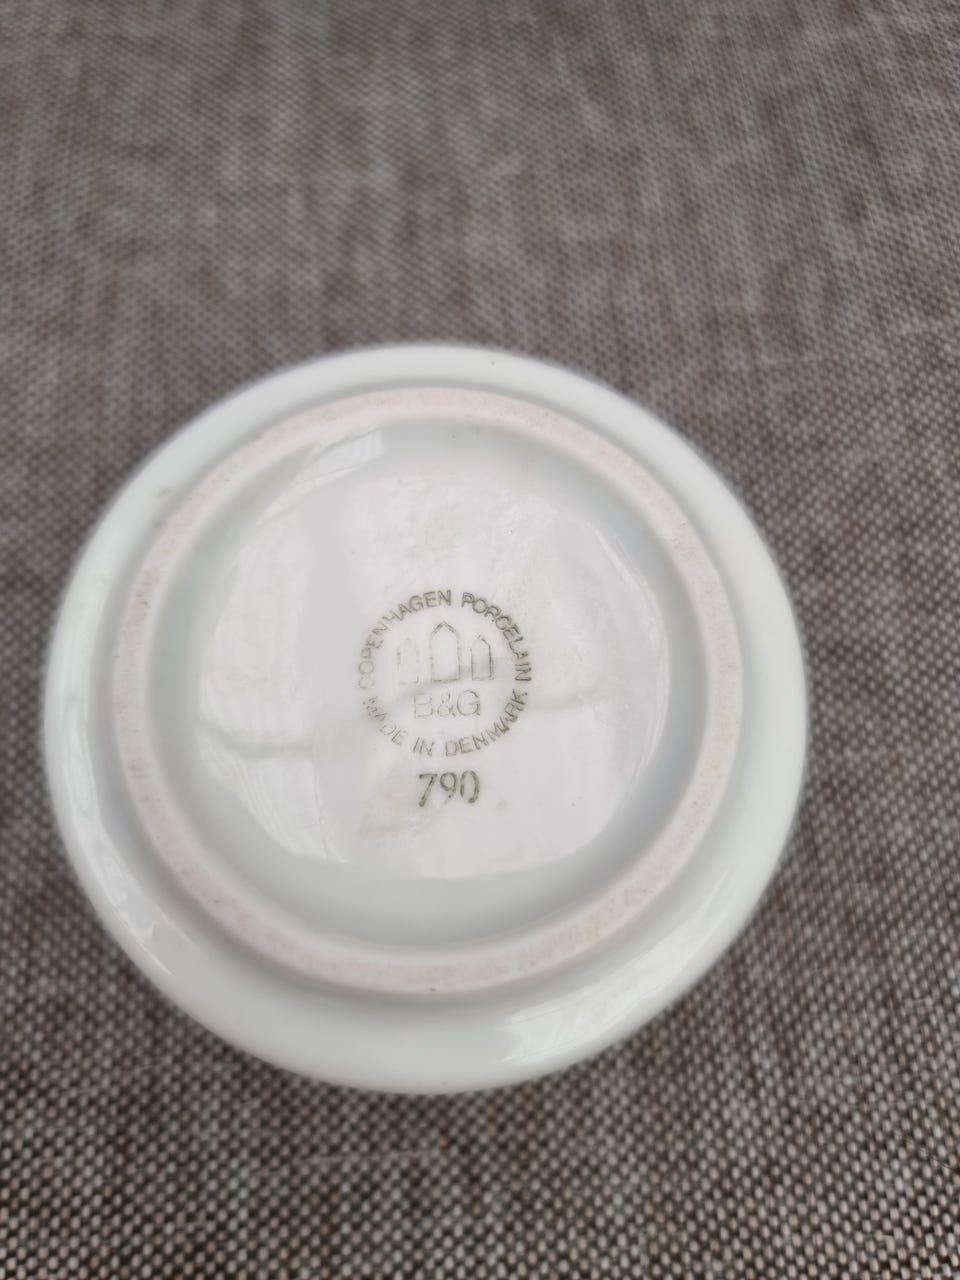 COPENHAGEN PORCELAIN
B&G
MADE IN DENMARK
790